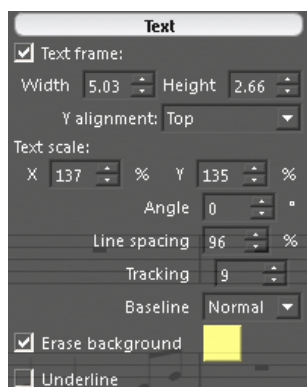 Text
Text frame:
Width 5.03 Height 2.66
Y alignment: Top
Text scale:
X 137 % Y 135 %
Angle 0 °
Line spacing 96 %
Tracking 9
Baseline Normal
Erase background
Underline